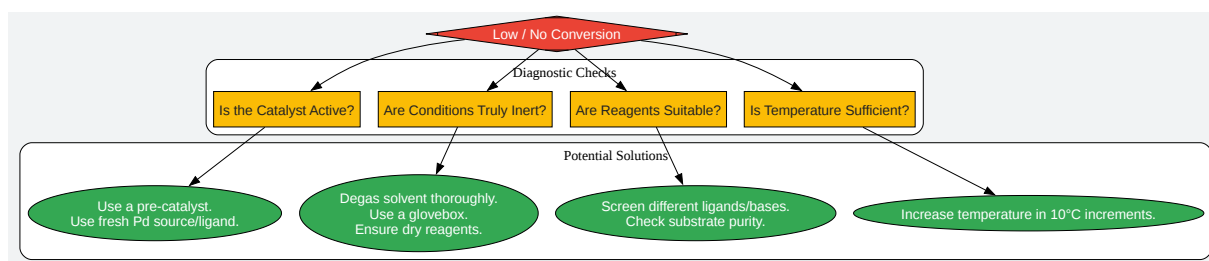 Low / No Conversion
Diagnostic Checks
Is the Catalyst Active?
Are Conditions Truly Inert?
Are Reagents Suitable?
Is Temperature Sufficient?
Potential Solutions
Use a pre-catalyst.
Use fresh Pd source/ligand.
Degas solvent thoroughly.
Use a glovebox.
Ensure dry reagents.
Screen different ligands/bases.
Check substrate purity.
Increase temperature in 10°C increments.